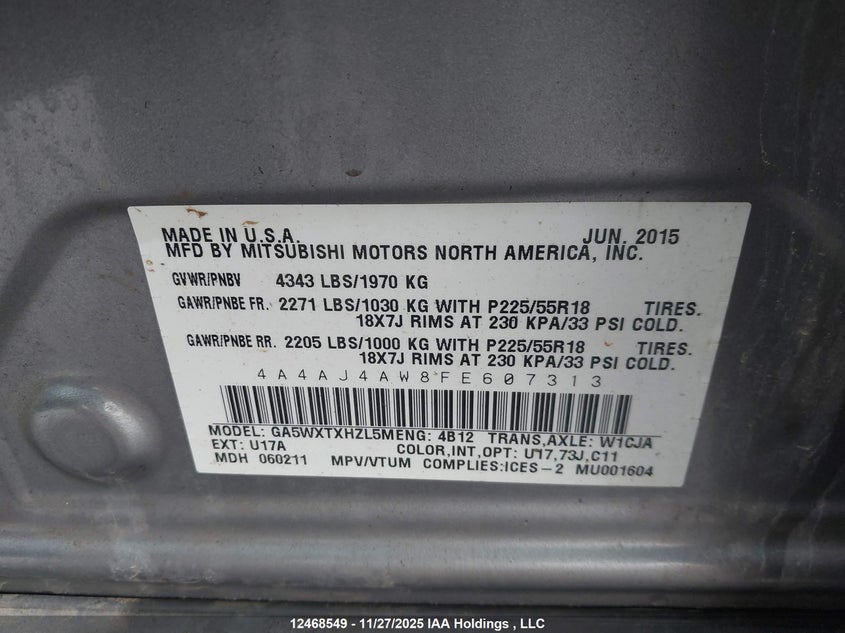 MADE IN U.S.A. JUN. 2015
MFD BY MITSUBISHI MOTORS NORTH AMERICA, INC.
GVWR/PNBV 4343 LBS/1970 KG
GAWR/PNBE FR. 2271 LBS/1030 KG WITH P225/55R18 TIRES.
18X7J RIMS AT 230 KPA/33 PSI COLD.
GAWR/PNBE RR. 2205 LBS/1000 KG WITH P225/55R18 TIRES.
18X7J RIMS AT 230 KPA/33 PSI COLD.
4A4AJ4AW8FE607313
MODEL: GA5WXTXHZL5MENG: 4B12 TRANS,AXLE: W1CJA
EXT: U17A COLOR,INT,OPT: U17,73J,C11
MDH 060211 MPV/VTUM COMPLIES:ICES-2 MU001604
12468549 - 11/27/2025 IAA Holdings , LLC